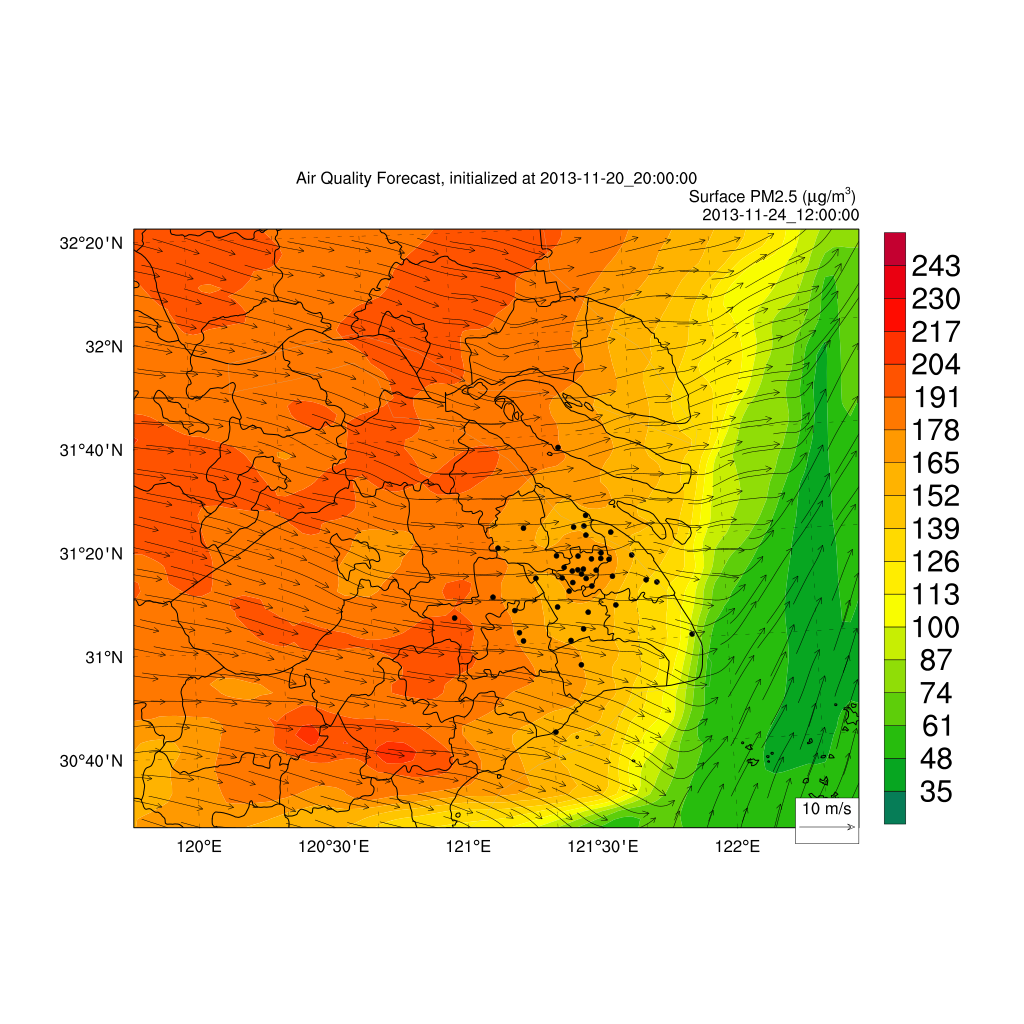 Air Quality Forecast, initialized at 2013-11-20_20:00:00
Surface PM2.5 (µg/m³)
2013-11-24_12:00:00
32°20'N
32°N
31°40'N
31°20'N
31°N
30°40'N
120°E
120°30'E
121°E
121°30'E
122°E
10 m/s
243
230
217
204
191
178
165
152
139
126
113
100
87
74
61
48
35